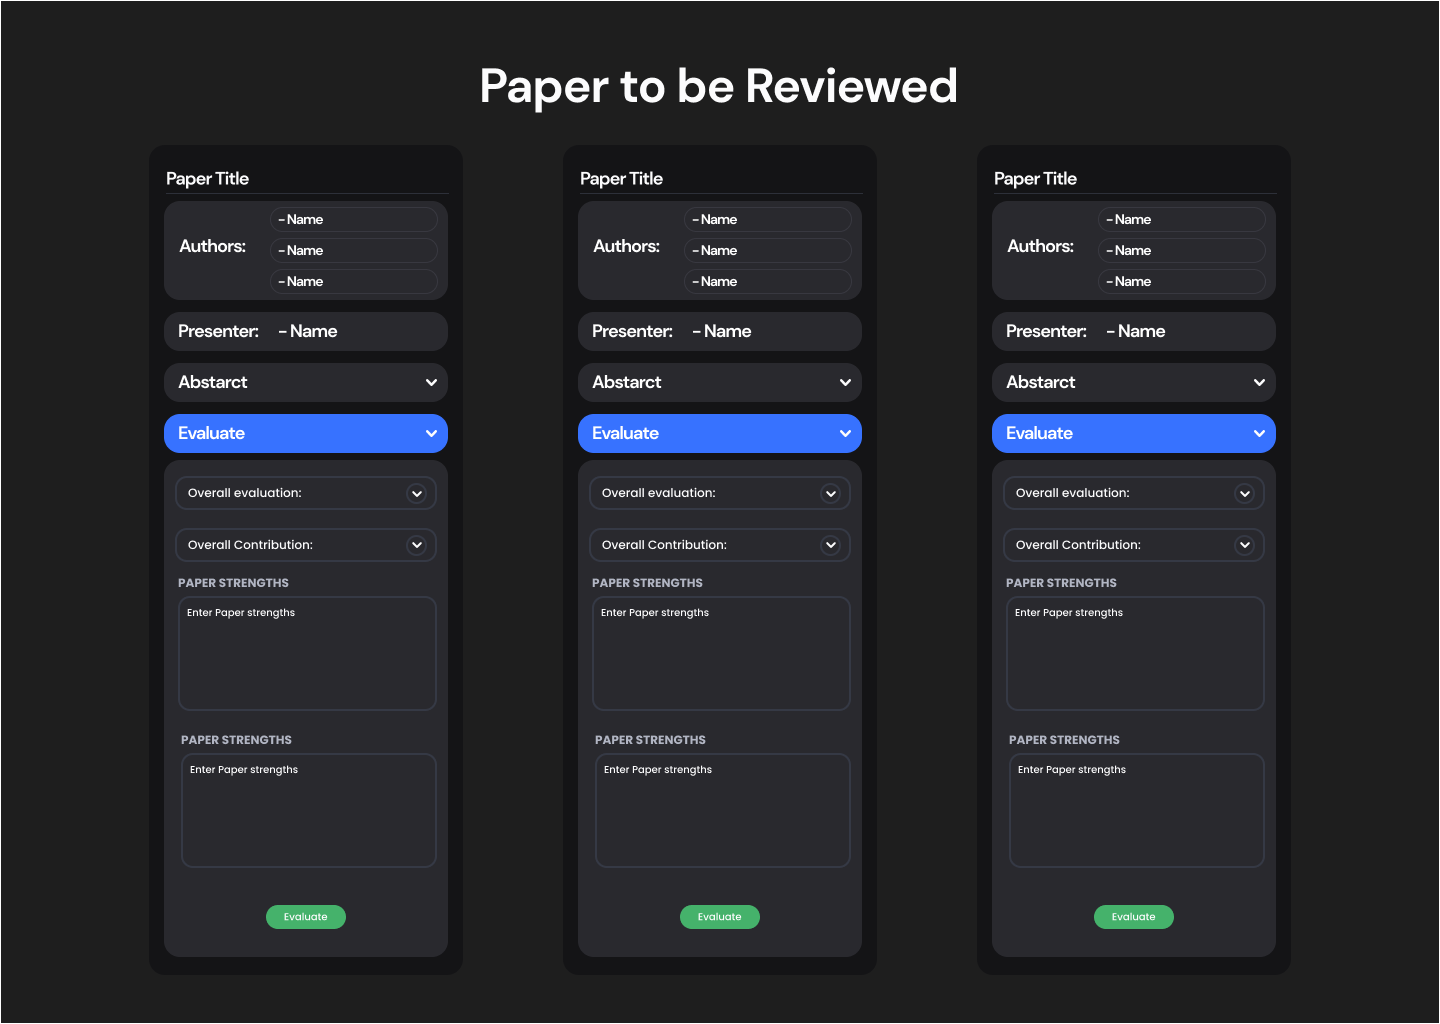 Paper to be Reviewed
Paper Title
Authors:
- Name
- Name
- Name
Presenter: - Name
Abstarct
Evaluate
Overall evaluation:
Overall Contribution:
PAPER STRENGTHS
Enter Paper strengths
PAPER STRENGTHS
Enter Paper strengths
Evaluate
Paper Title
Authors:
- Name
- Name
- Name
Presenter: - Name
Abstarct
Evaluate
Overall evaluation:
Overall Contribution:
PAPER STRENGTHS
Enter Paper strengths
PAPER STRENGTHS
Enter Paper strengths
Evaluate
Paper Title
Authors:
- Name
- Name
- Name
Presenter: - Name
Abstarct
Evaluate
Overall evaluation:
Overall Contribution:
PAPER STRENGTHS
Enter Paper strengths
PAPER STRENGTHS
Enter Paper strengths
Evaluate